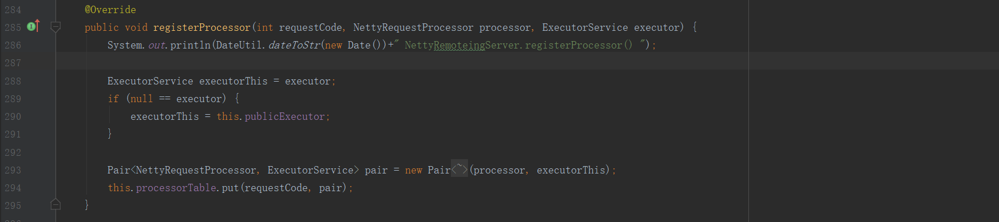 284 @Override
285 public void registerProcessor(int requestCode, NettyRequestProcessor processor, ExecutorService executor) {
286 System.out.println(DateUtil.dateToStr(new Date())+" NettyRemoteingServer.registerProcessor() ");
287
288 ExecutorService executorThis = executor;
289 if (null == executor) {
290 executorThis = this.publicExecutor;
291 }
292
293 Pair<NettyRequestProcessor, ExecutorService> pair = new Pair<~>(processor, executorThis);
294 this.processorTable.put(requestCode, pair);
295 }